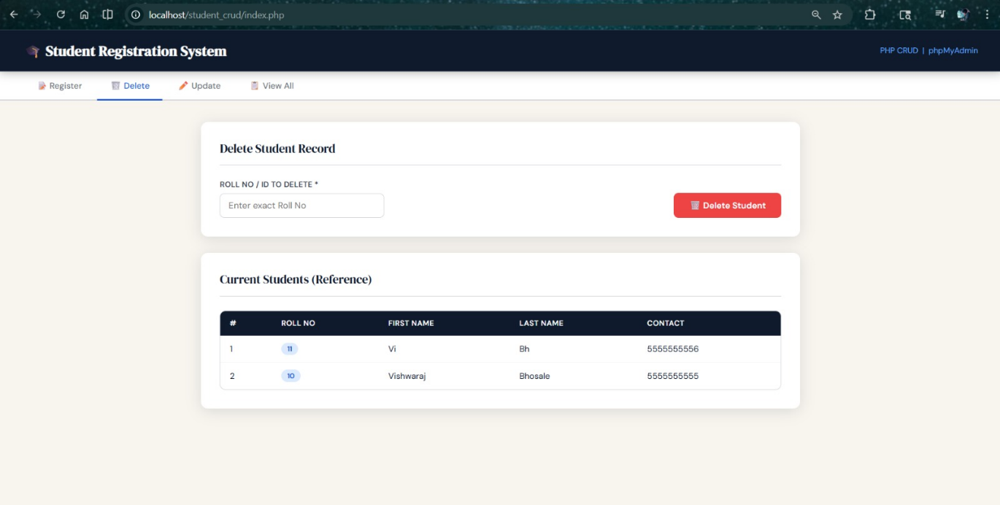 localhost/student_crud/index.php
Student Registration System
PHP CRUD | phpMyAdmin
Register Delete Update View All
Delete Student Record
ROLL NO / ID TO DELETE *
Enter exact Roll No
Delete Student
Current Students (Reference)
# ROLL NO FIRST NAME LAST NAME CONTACT
1 11 Vi Bh 5555555556
2 10 Vishwaraj Bhosale 5555555555